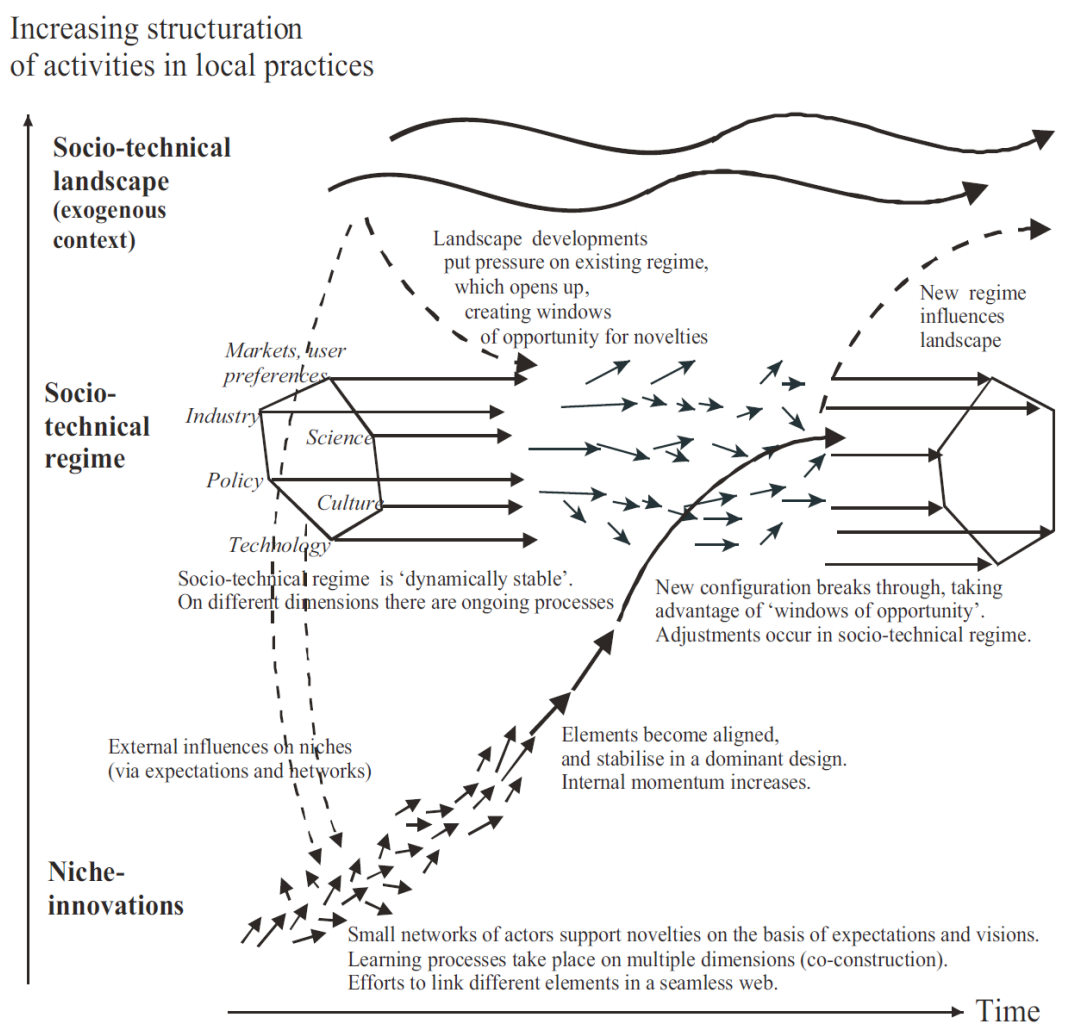 Increasing structuration
of activities in local practices
Socio-technical
landscape
(exogenous
context)
Landscape developments
put pressure on existing regime,
which opens up,
creating windows
of opportunity for novelties
New regime
influences
landscape
Markets, user
preferences
Socio-
technical
regime
Industry
Science
Policy
Culture
Technology
Socio-technical regime is ‘dynamically stable’.
On different dimensions there are ongoing processes
New configuration breaks through, taking
advantage of ‘windows of opportunity’.
Adjustments occur in socio-technical regime.
External influences on niches
(via expectations and networks)
Elements become aligned,
and stabilise in a dominant design.
Internal momentum increases.
Niche-
innovations
Small networks of actors support novelties on the basis of expectations and visions.
Learning processes take place on multiple dimensions (co-construction).
Efforts to link different elements in a seamless web.
Time